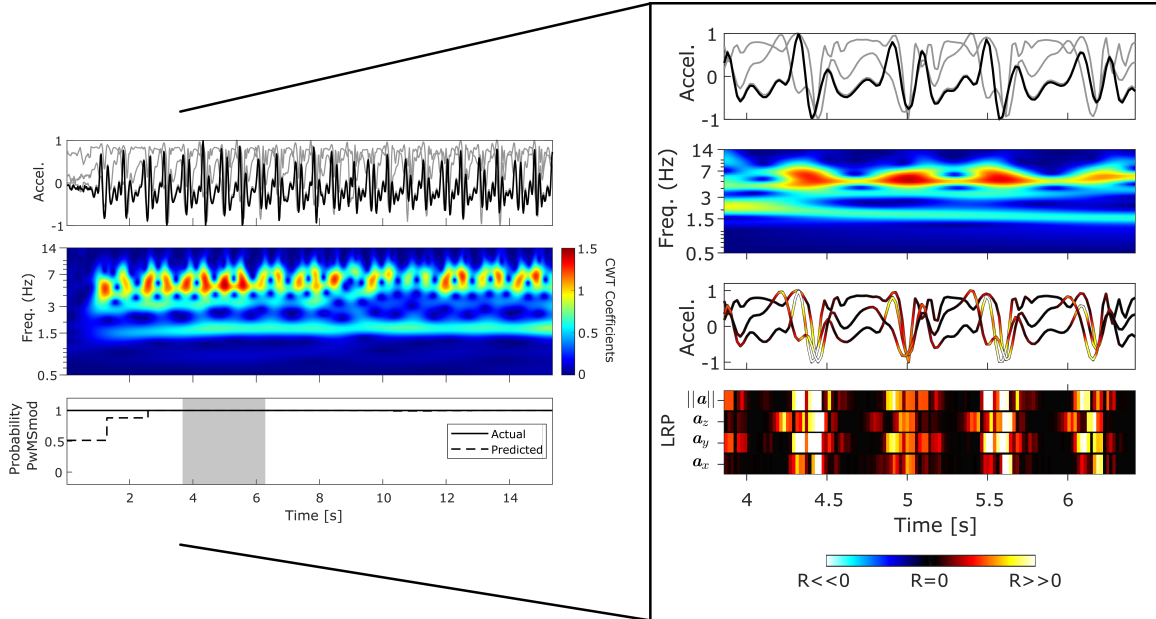 Accel.
1
0
-1
Freq. (Hz)
14
7
3
1.5
0.5
1.5
1
0.5
0
CWT Coefficients
Probability
PwMSmod
1
0.5
0
Actual
Predicted
2 4 6 8 10 12 14
Time [s]
Accel.
1
0
-1
Freq. (Hz)
14
7
3
1.5
0.5
Accel.
1
0
-1
LRP
||a||
a_z
a_y
a_x
4 4.5 5 5.5 6
Time [s]
R<<0 R=0 R>>0